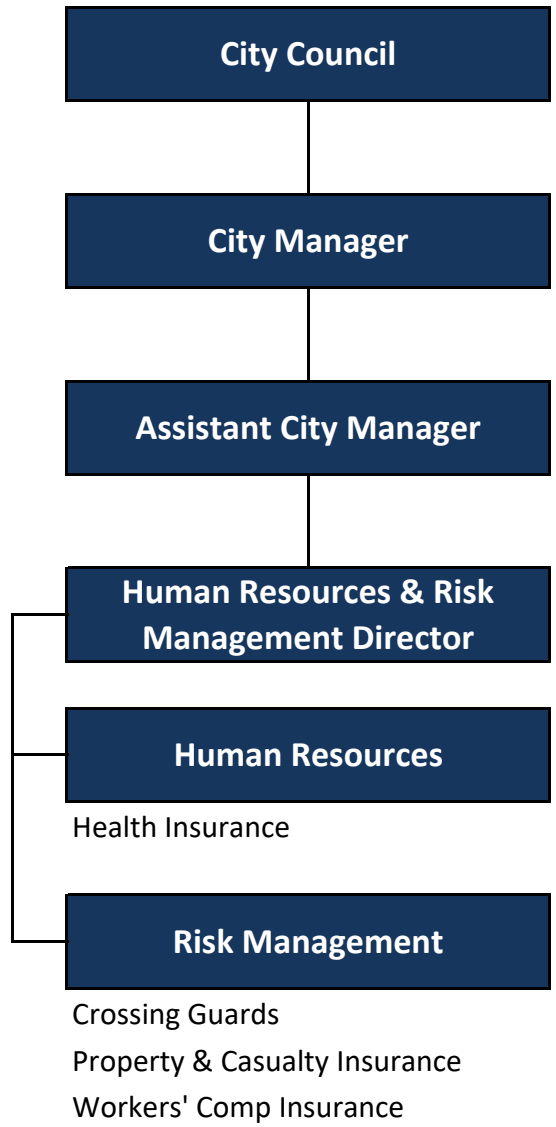 City Council
City Manager
Assistant City Manager
Human Resources & Risk
Management Director
Human Resources
Health Insurance
Risk Management
Crossing Guards
Property & Casualty Insurance
Workers' Comp Insurance